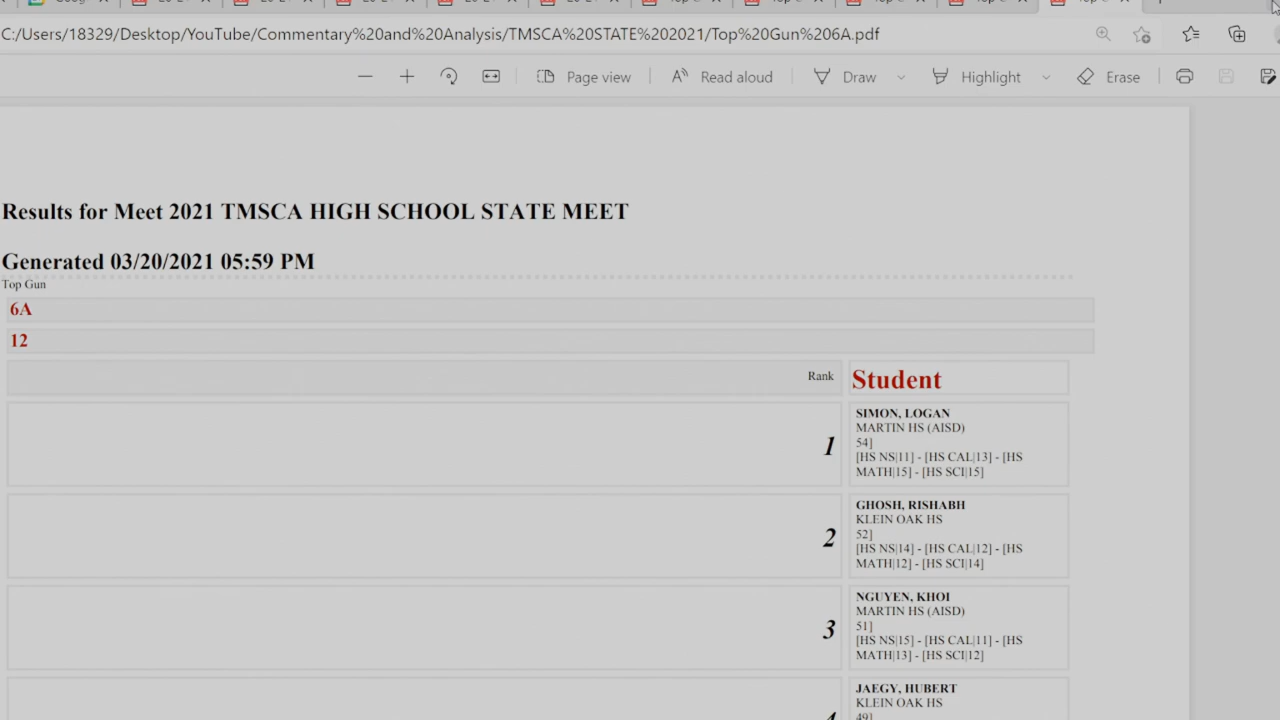 C:/Users/18329/Desktop/YouTube/Commentary%20and%20Analysis/TMSCA%20STATE%202021/Top%20Gun%206A.pdf
Page view Read aloud Draw Highlight Erase
Results for Meet 2021 TMSCA HIGH SCHOOL STATE MEET
Generated 03/20/2021 05:59 PM
Top Gun
6A
12
Rank Student
1
SIMON, LOGAN
MARTIN HS (AISD)
54]
[HS NS|11] - [HS CAL|13] - [HS
MATH|15] - [HS SCI|15]
2
GHOSH, RISHABH
KLEIN OAK HS
52]
[HS NS|14] - [HS CAL|12] - [HS
MATH|12] - [HS SCI|14]
3
NGUYEN, KHOI
MARTIN HS (AISD)
51]
[HS NS|15] - [HS CAL|11] - [HS
MATH|13] - [HS SCI|12]
4
JAEGY, HUBERT
KLEIN OAK HS
49]